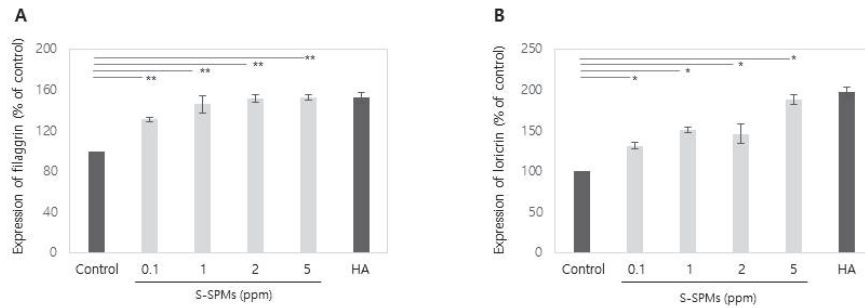 A
Expression of filaggrin (% of control)
200
160
120
80
40
0
**
**
**
**
Control
0.1
1
2
5
HA
S-SPMs (ppm)
B
Expression of loricrin (% of control)
250
200
150
100
50
0
*
*
*
*
Control
0.1
1
2
5
HA
S-SPMs (ppm)